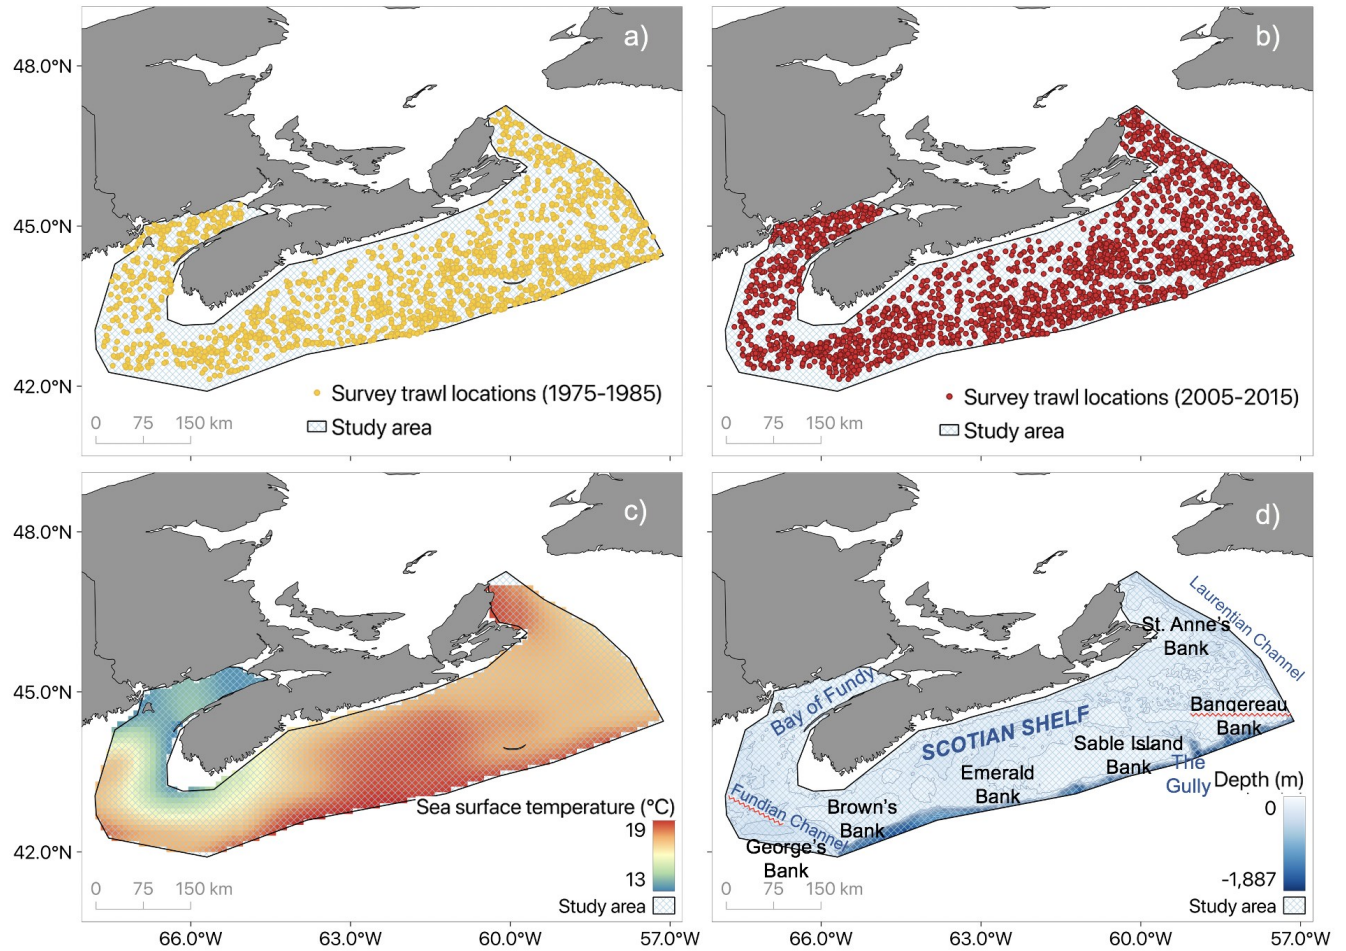 a)
48.0°N
45.0°N
42.0°N
Survey trawl locations (1975-1985)
Study area
0 75 150 km
b)
Survey trawl locations (2005-2015)
Study area
0 75 150 km
c)
48.0°N
45.0°N
42.0°N
Sea surface temperature (°C)
19
13
Study area
0 75 150 km
66.0°W 63.0°W 60.0°W 57.0°W
d)
Laurentian Channel
St. Anne's
Bank
Bay of Fundy
Banqereau
Bank
SCOTIAN SHELF
Sable Island
Bank
The
Gully
Emerald
Bank
Brown's
Bank
Fundian Channel
George's
Bank
Depth (m)
0
-1,887
Study area
0 75 150 km
66.0°W 63.0°W 60.0°W 57.0°W